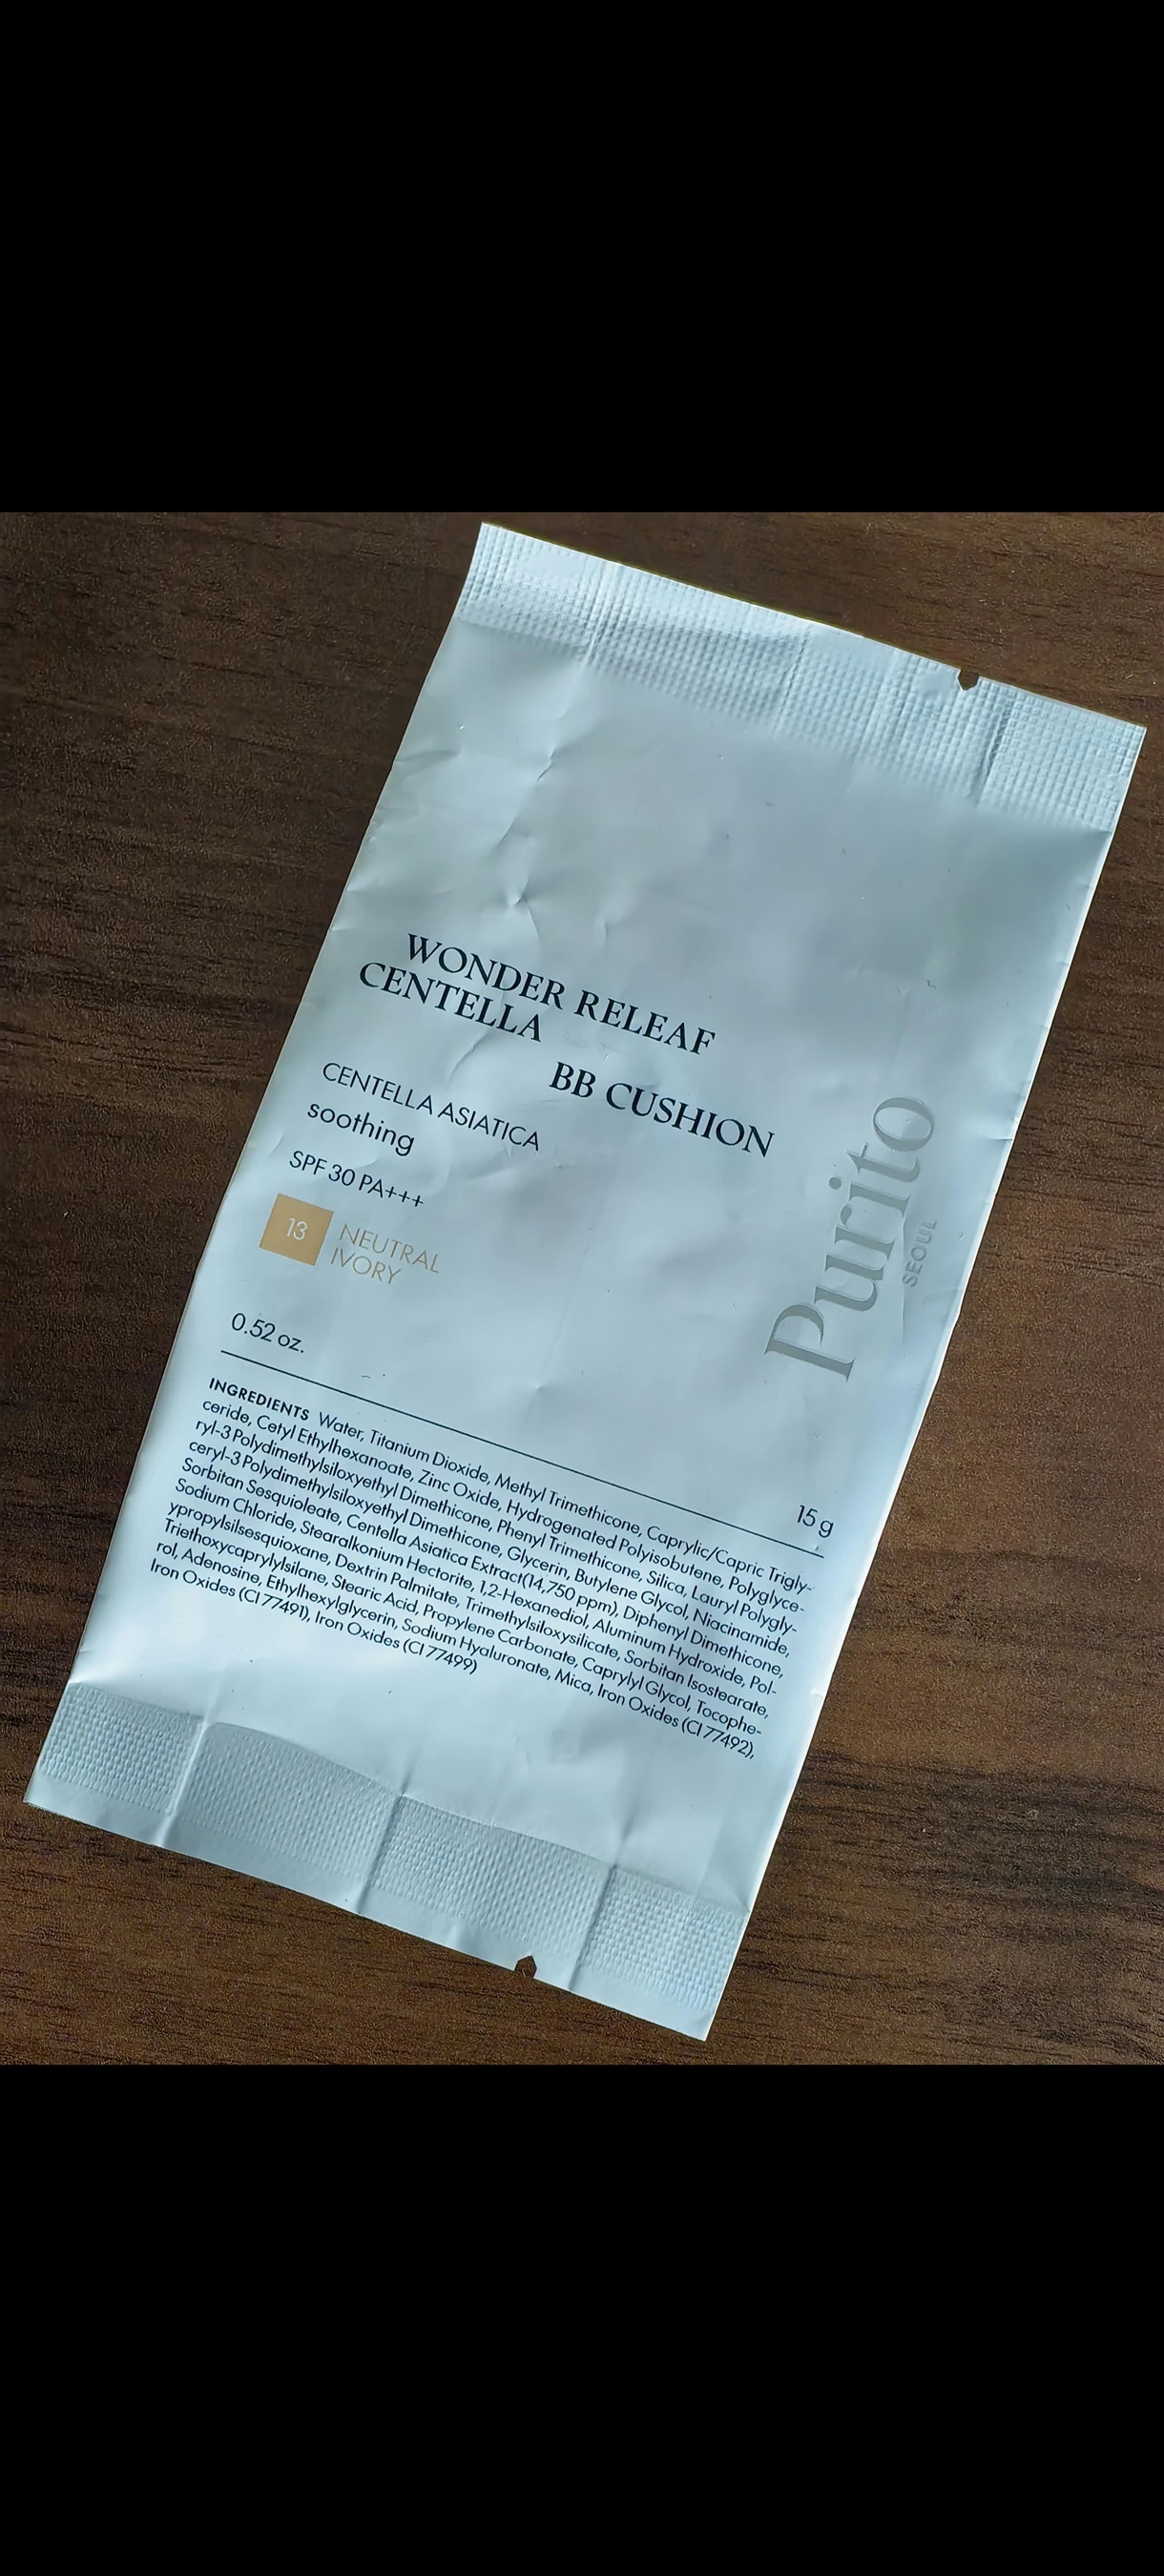 WONDER RELEAF
CENTELLA
BB CUSHION
CENTELLA ASIATICA
soothing
SPF 30 PA+++
13
NEUTRAL
IVORY
Purito
SEOUL
0.52 oz.
15 g
INGREDIENTS Water, Titanium Dioxide, Methyl Trimethicone, Caprylic/Capric Trigly-
ceride, Cetyl Ethylhexanoate, Zinc Oxide, Hydrogenated Polyisobutene, Polyglyce-
ryl-3 Polydimethylsiloxyethyl Dimethicone, Phenyl Trimethicone, Silica, Lauryl Polygly-
ceryl-3 Polydimethylsiloxyethyl Dimethicone, Glycerin, Butylene Glycol, Niacinamide,
Sorbitan Sesquioleate, Centella Asiatica Extract(14,750 ppm), Diphenyl Dimethicone,
Sodium Chloride, Stearalkonium Hectorite, 1,2-Hexanediol, Aluminum Hydroxide, Pol-
ypropylsilsesquioxane, Dextrin Palmitate, Trimethylsiloxysilicate, Sorbitan Isostearate,
Triethoxycaprylylsilane, Stearic Acid, Propylene Carbonate, Caprylyl Glycol, Tocophe-
rol, Adenosine, Ethylhexylglycerin, Sodium Hyaluronate, Mica, Iron Oxides (CI 77492),
Iron Oxides (CI 77491), Iron Oxides (CI 77499)